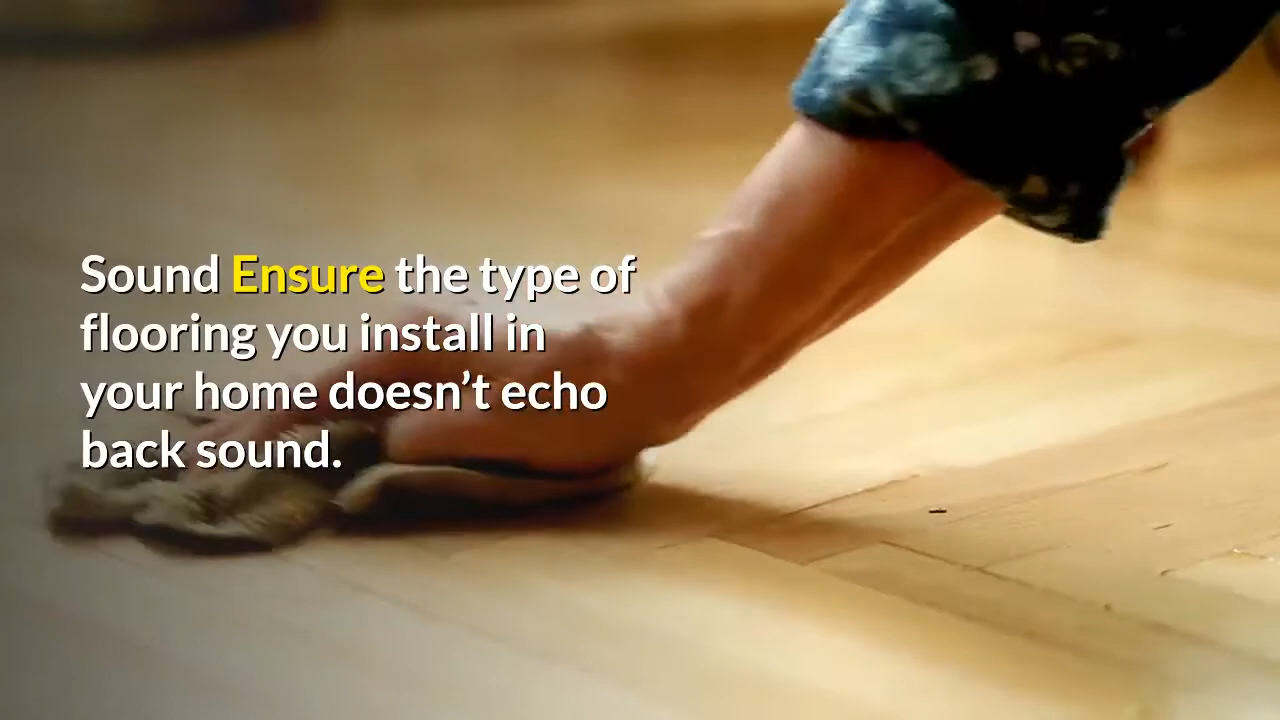 Sound Ensure the type of
flooring you install in
your home doesn’t echo
back sound.